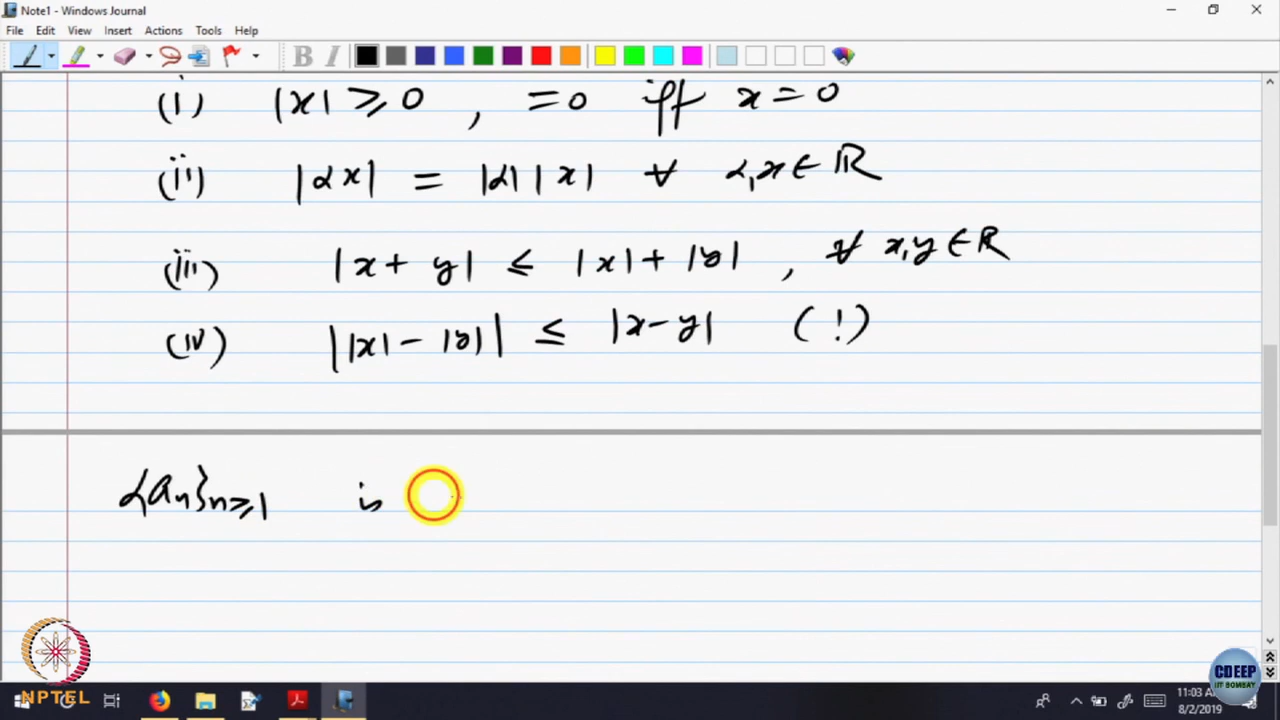 Note1 - Windows Journal
File Edit View Insert Actions Tools Help
(i) |x| ≥ 0 , = 0 iff x = 0
(ii) |αx| = |α| |x| ∀ α, x ∈ ℝ
(iii) |x + y| ≤ |x| + |y| , ∀ x, y ∈ ℝ
(iv) ||x| - |y|| ≤ |x - y| (!)
{aₙ}ₙ≥₁ is
CDEEP
IIT BOMBAY
NPTEL
11:03 A
8/2/2019